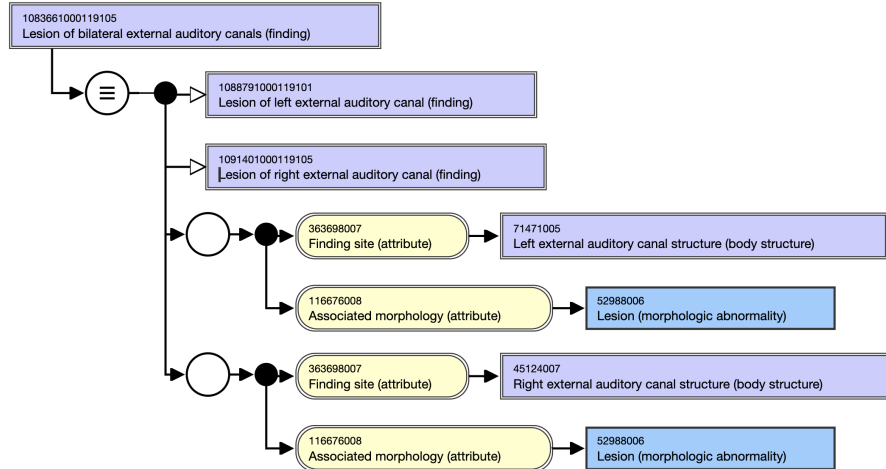 1083661000119105
Lesion of bilateral external auditory canals (finding)
1088791000119101
Lesion of left external auditory canal (finding)
1091401000119105
Lesion of right external auditory canal (finding)
363698007
Finding site (attribute)
71471005
Left external auditory canal structure (body structure)
116676008
Associated morphology (attribute)
52988006
Lesion (morphologic abnormality)
363698007
Finding site (attribute)
45124007
Right external auditory canal structure (body structure)
116676008
Associated morphology (attribute)
52988006
Lesion (morphologic abnormality)